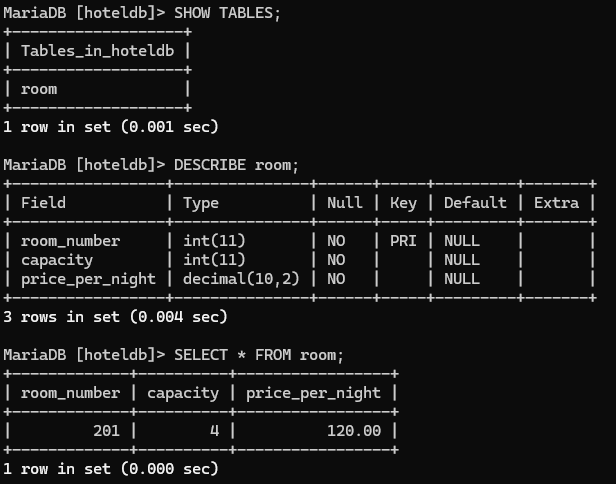 MariaDB [hoteldb]> SHOW TABLES;
+-------------------+
| Tables_in_hoteldb |
+-------------------+
| room              |
+-------------------+
1 row in set (0.001 sec)

MariaDB [hoteldb]> DESCRIBE room;
+-----------------+---------------+------+-----+---------+-------+
| Field           | Type          | Null | Key | Default | Extra |
+-----------------+---------------+------+-----+---------+-------+
| room_number     | int(11)       | NO   | PRI | NULL    |       |
| capacity        | int(11)       | NO   |     | NULL    |       |
| price_per_night | decimal(10,2) | NO   |     | NULL    |       |
+-----------------+---------------+------+-----+---------+-------+
3 rows in set (0.004 sec)

MariaDB [hoteldb]> SELECT * FROM room;
+-------------+----------+-----------------+
| room_number | capacity | price_per_night |
+-------------+----------+-----------------+
|         201 |        4 |          120.00 |
+-------------+----------+-----------------+
1 row in set (0.000 sec)